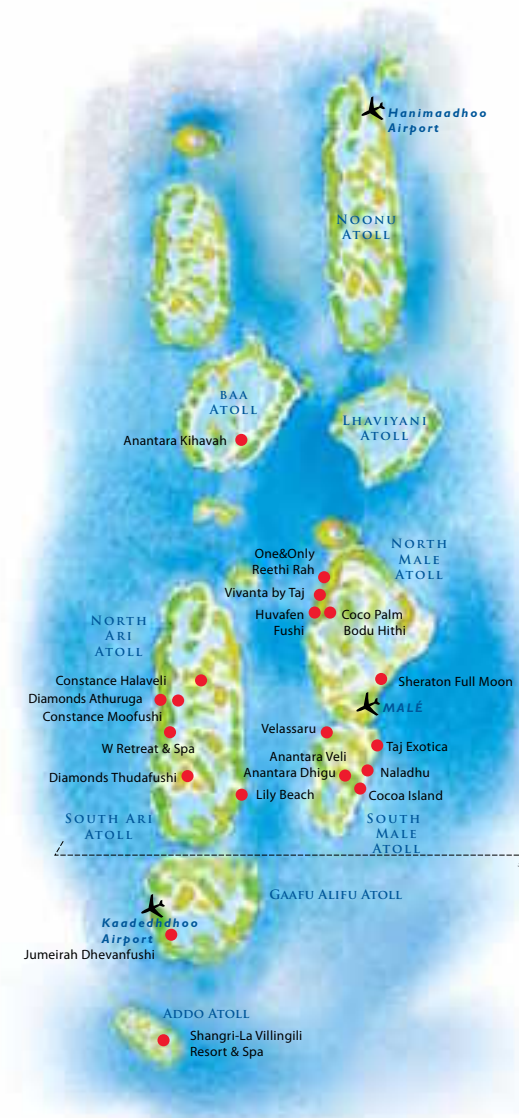 Hanimaadhoo
Airport
NOONU
ATOLL
BAA
ATOLL
LHAVIYANI
ATOLL
Anantara Kihavah
NORTH
MALE
ATOLL
One&Only
Reethi Rah
Vivanta by Taj
Huvafen
Fushi
Coco Palm
Bodu Hithi
NORTH
ARI
ATOLL
Constance Halaveli
Sheraton Full Moon
Diamonds Athuruga
MALÉ
Constance Moofushi
Velassaru
W Retreat & Spa
Taj Exotica
Anantara Veli
Anantara Dhigu
Naladhu
Diamonds Thudafushi
Lily Beach
Cocoa Island
SOUTH ARI
ATOLL
SOUTH
MALE
ATOLL
GAAFU ALIFU ATOLL
Kaadedhdhoo
Airport
Jumeirah Dhevanfushi
ADDO ATOLL
Shangri-La Villingili
Resort & Spa